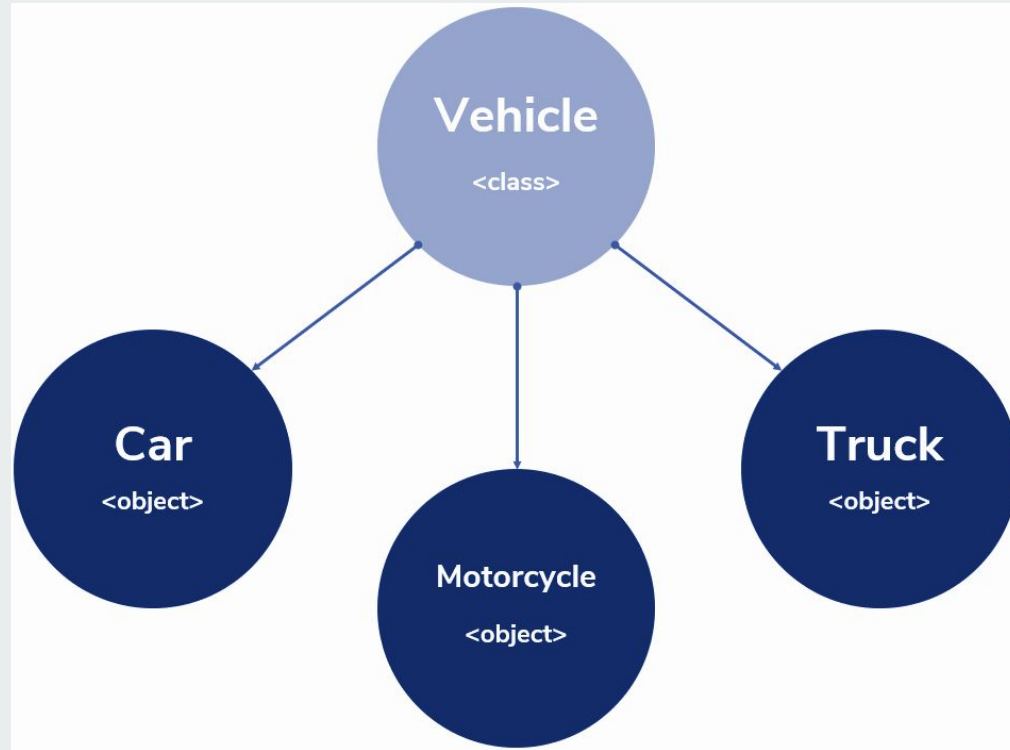 Vehicle
<class>
Car
<object>
Truck
<object>
Motorcycle
<object>